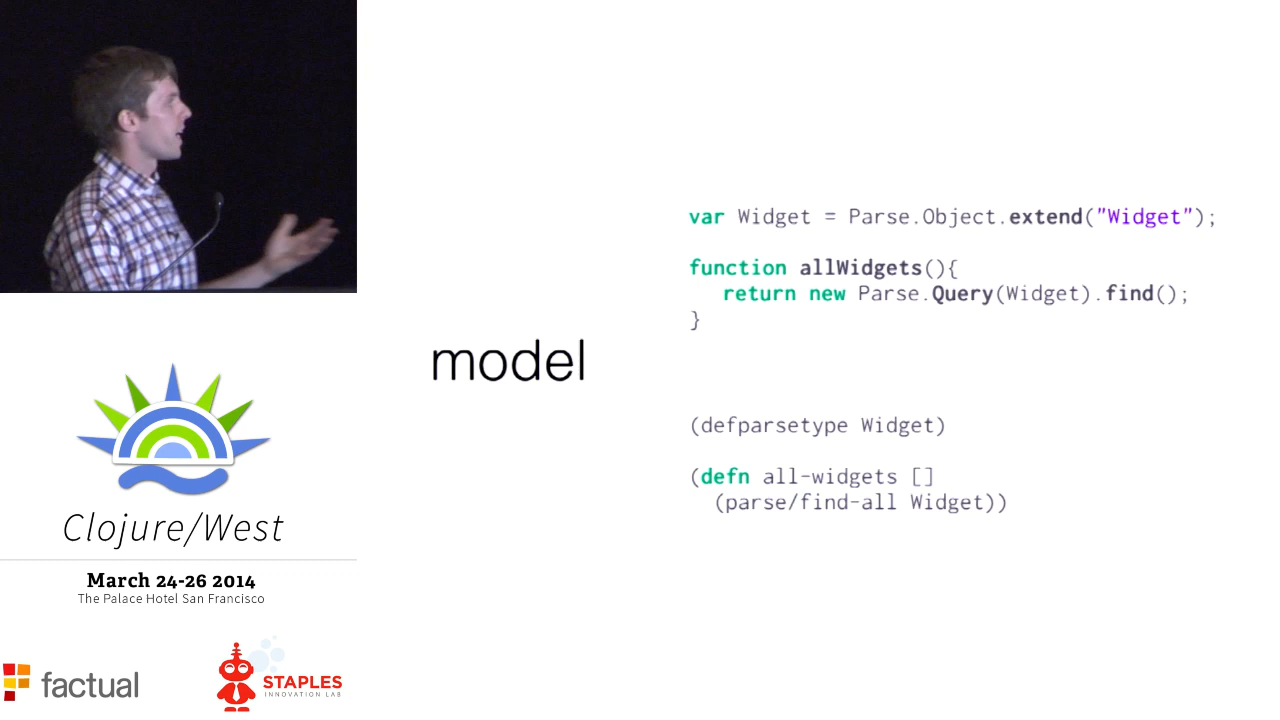 model
var Widget = Parse.Object.extend("Widget");
function allWidgets(){
return new Parse.Query(Widget).find();
}
(defparsetype Widget)
(defn all-widgets []
(parse/find-all Widget))
Clojure/West
March 24-26 2014
The Palace Hotel San Francisco
factual
STAPLES
INNOVATION LAB